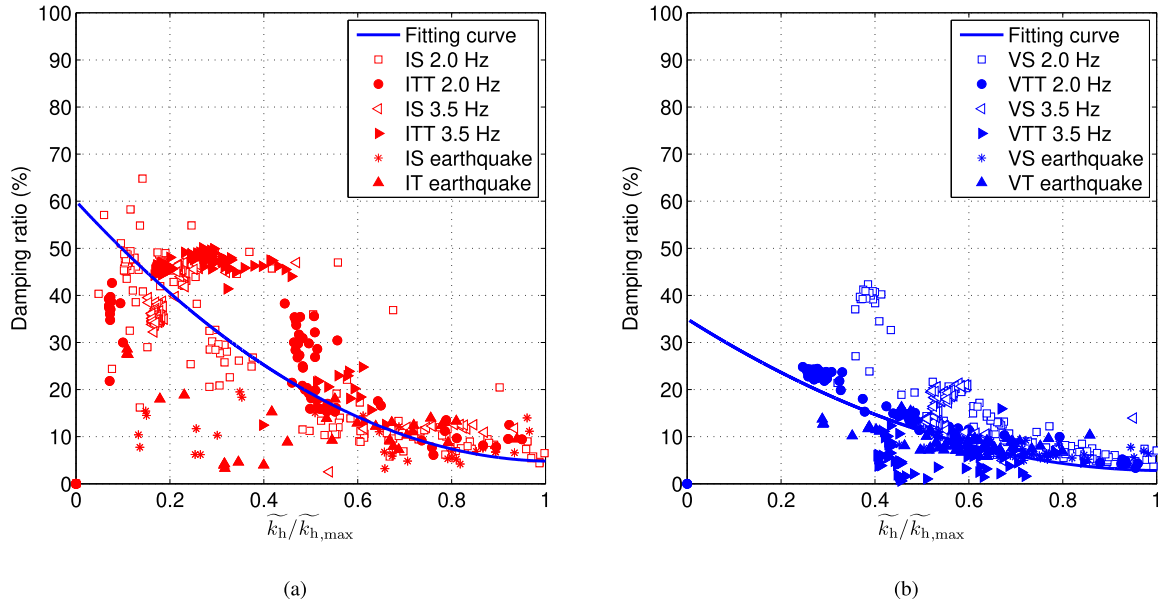 100
90
80
70
60
50
40
30
20
10
0
Damping ratio (%)
0.2 0.4 0.6 0.8 1
k̃h/k̃h,max
Fitting curve
IS 2.0 Hz
ITT 2.0 Hz
IS 3.5 Hz
ITT 3.5 Hz
IS earthquake
IT earthquake
(a)
100
90
80
70
60
50
40
30
20
10
0
Damping ratio (%)
0 0.2 0.4 0.6 0.8 1
k̃h/k̃h,max
Fitting curve
VS 2.0 Hz
VTT 2.0 Hz
VS 3.5 Hz
VTT 3.5 Hz
VS earthquake
VT earthquake
(b)